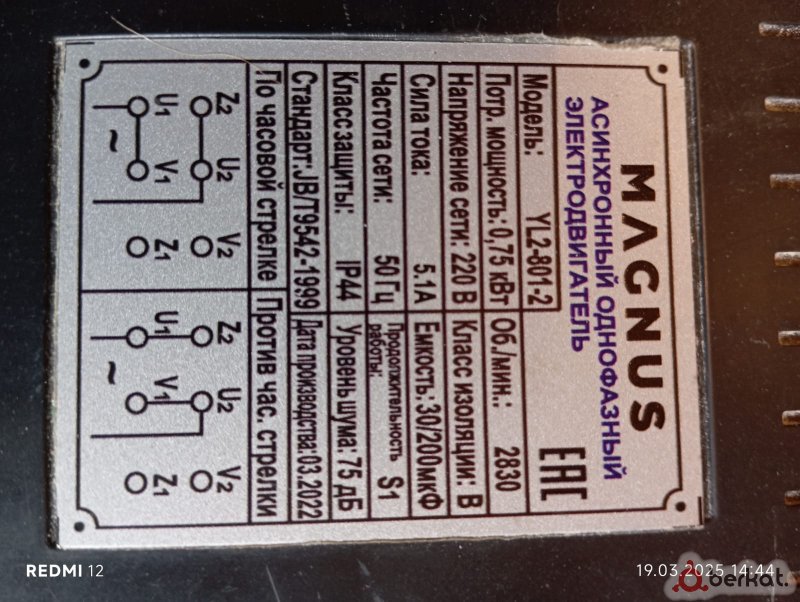 MAGNUS
АСИНХРОННЫЙ ОДНОФАЗНЫЙ
ЭЛЕКТРОДВИГАТЕЛЬ
Модель: YL2-801-2 EAC
Потр. мощность: 0,75 кВт Об./мин.: 2830
Напряжение сети: 220 В Класс изоляции: В
Сила тока: 5.1А Емкость: 30/200мкФ
Частота сети: 50 Гц Продолжительность работы: S1
Класс защиты: IP44 Уровень шума: 75 дБ
Стандарт:JB/T9542-1999 Дата производства:03.2022
По часовой стрелке Против час. стрелки
Z2 U2 V2 Z2 U2 V2
U1 V1 Z1 U1 V1 Z1
~ ~
REDMI 12
19.03.2025 14:44
berkat.